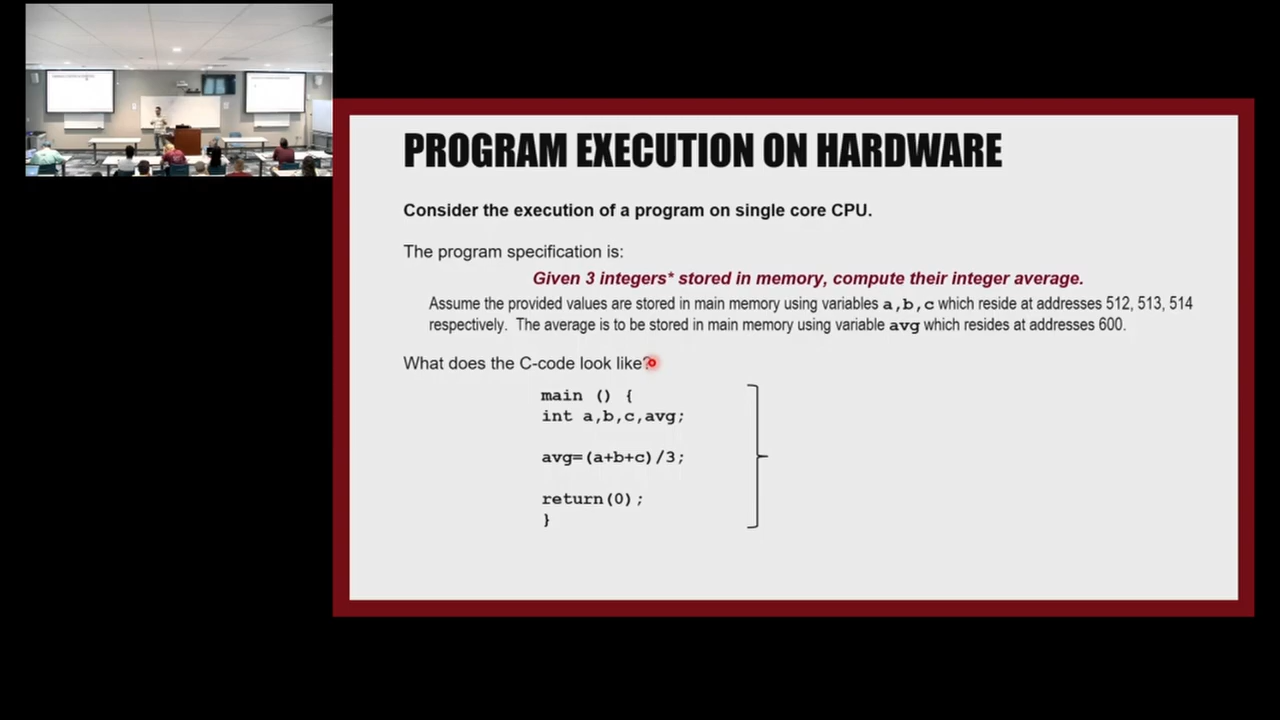 PROGRAM EXECUTION ON HARDWARE
Consider the execution of a program on single core CPU.
The program specification is:
Given 3 integers* stored in memory, compute their integer average.
Assume the provided values are stored in main memory using variables a,b,c which reside at addresses 512, 513, 514
respectively. The average is to be stored in main memory using variable avg which resides at addresses 600.
What does the C-code look like?
main () {
int a,b,c,avg;
avg=(a+b+c)/3;
return(0);
}